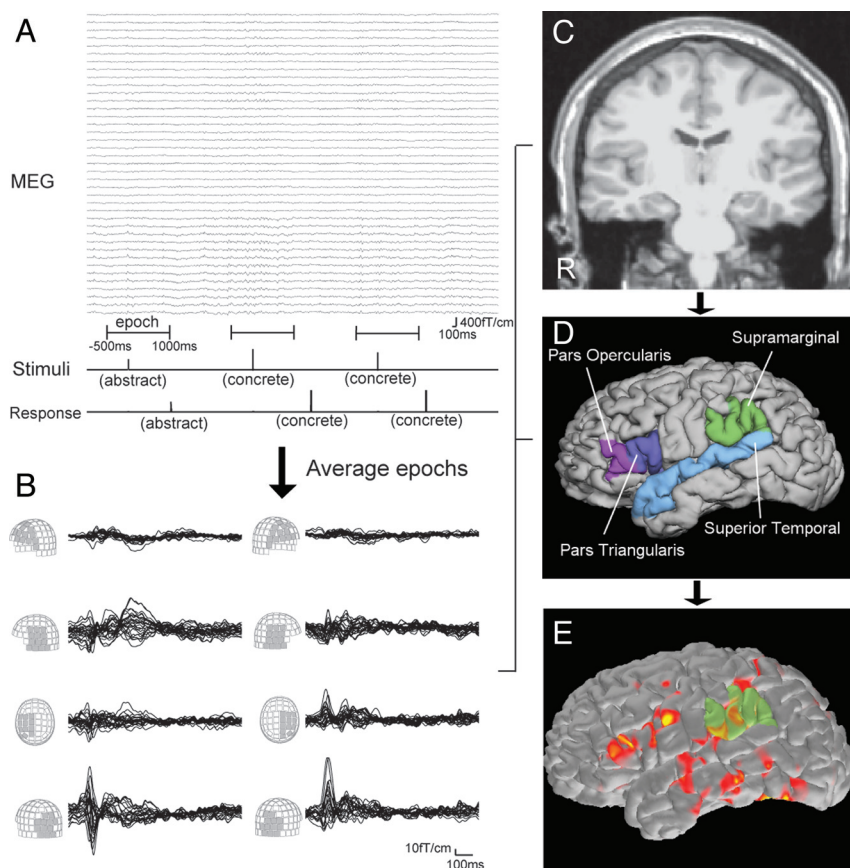 A
MEG
epoch
-500ms 1000ms
400fT/cm
100ms
Stimuli
(abstract) (concrete) (concrete)
Response
(abstract) (concrete) (concrete)
Average epochs
B
10fT/cm
100ms
C
R
D
Supramarginal
Pars Opercularis
Superior Temporal
Pars Triangularis
E